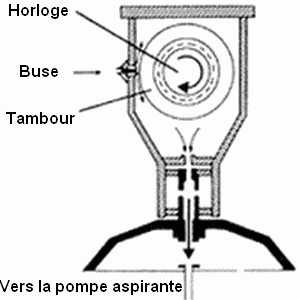 Horloge
Buse
Tambour
Vers la pompe aspirante